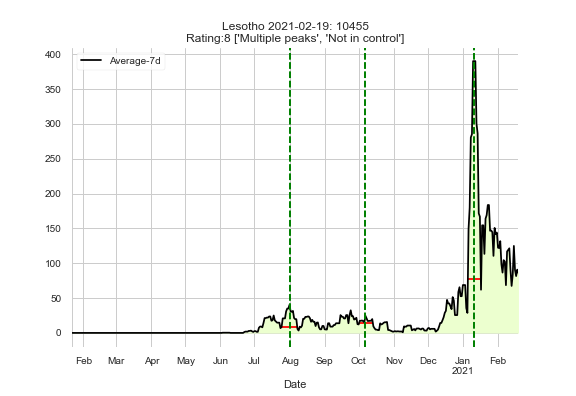 Lesotho 2021-02-19: 10455
Rating:8 ['Multiple peaks', 'Not in control']
Average-7d
400
350
300
250
200
150
100
50
0
Feb Mar Apr May Jun Jul Aug Sep Oct Nov Dec Jan Feb
2021
Date